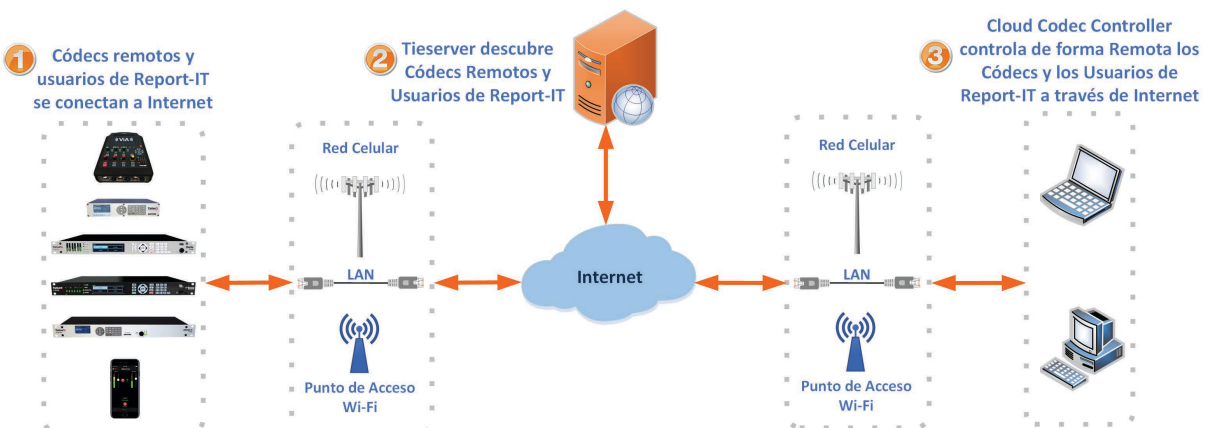 1
Códecs remotos y
usuarios de Report-IT
se conectan a Internet
2
Tieserver descubre
Códecs Remotos y
Usuarios de Report-IT
3
Cloud Codec Controller
controla de forma Remota los
Códecs y los Usuarios de
Report-IT a través de Internet
ViA
Red Celular
LAN
Punto de Acceso
Wi-Fi
Internet
Red Celular
LAN
Punto de Acceso
Wi-Fi